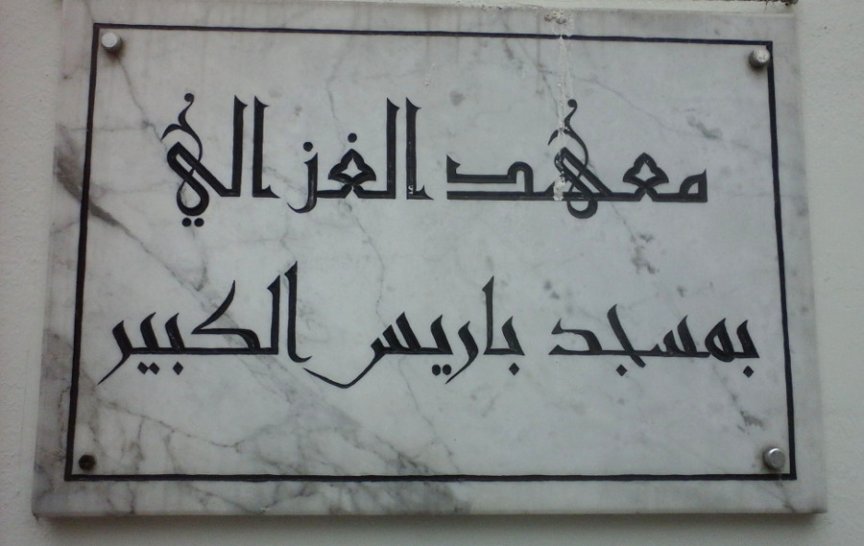 معهد الغزالي
بمسجد باريس الكبير